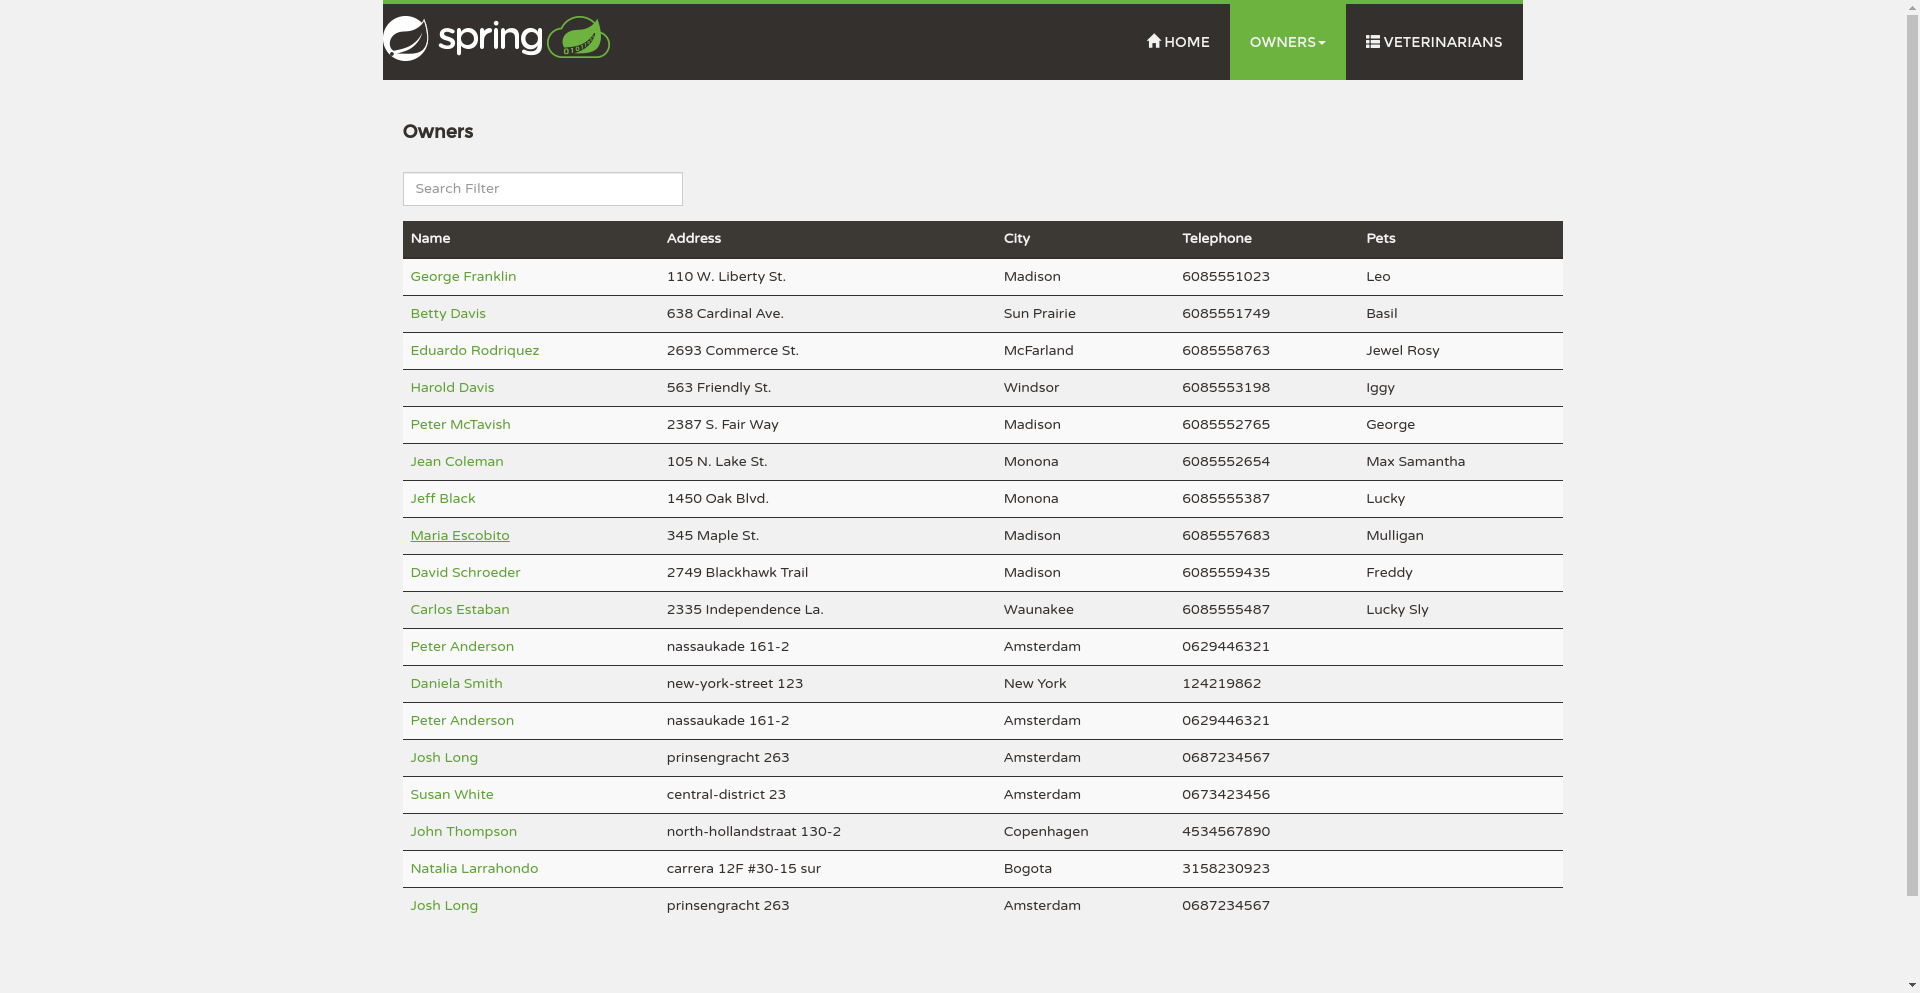 spring
HOME
OWNERS
VETERINARIANS
Owners
Search Filter
Name Address City Telephone Pets
George Franklin 110 W. Liberty St. Madison 6085551023 Leo
Betty Davis 638 Cardinal Ave. Sun Prairie 6085551749 Basil
Eduardo Rodriquez 2693 Commerce St. McFarland 6085558763 Jewel Rosy
Harold Davis 563 Friendly St. Windsor 6085553198 Iggy
Peter McTavish 2387 S. Fair Way Madison 6085552765 George
Jean Coleman 105 N. Lake St. Monona 6085552654 Max Samantha
Jeff Black 1450 Oak Blvd. Monona 6085555387 Lucky
Maria Escobito 345 Maple St. Madison 6085557683 Mulligan
David Schroeder 2749 Blackhawk Trail Madison 6085559435 Freddy
Carlos Estaban 2335 Independence La. Waunakee 6085555487 Lucky Sly
Peter Anderson nassaukade 161-2 Amsterdam 0629446321
Daniela Smith new-york-street 123 New York 124219862
Peter Anderson nassaukade 161-2 Amsterdam 0629446321
Josh Long prinsengracht 263 Amsterdam 0687234567
Susan White central-district 23 Amsterdam 0673423456
John Thompson north-hollandstraat 130-2 Copenhagen 4534567890
Natalia Larrahondo carrera 12F #30-15 sur Bogota 3158230923
Josh Long prinsengracht 263 Amsterdam 0687234567